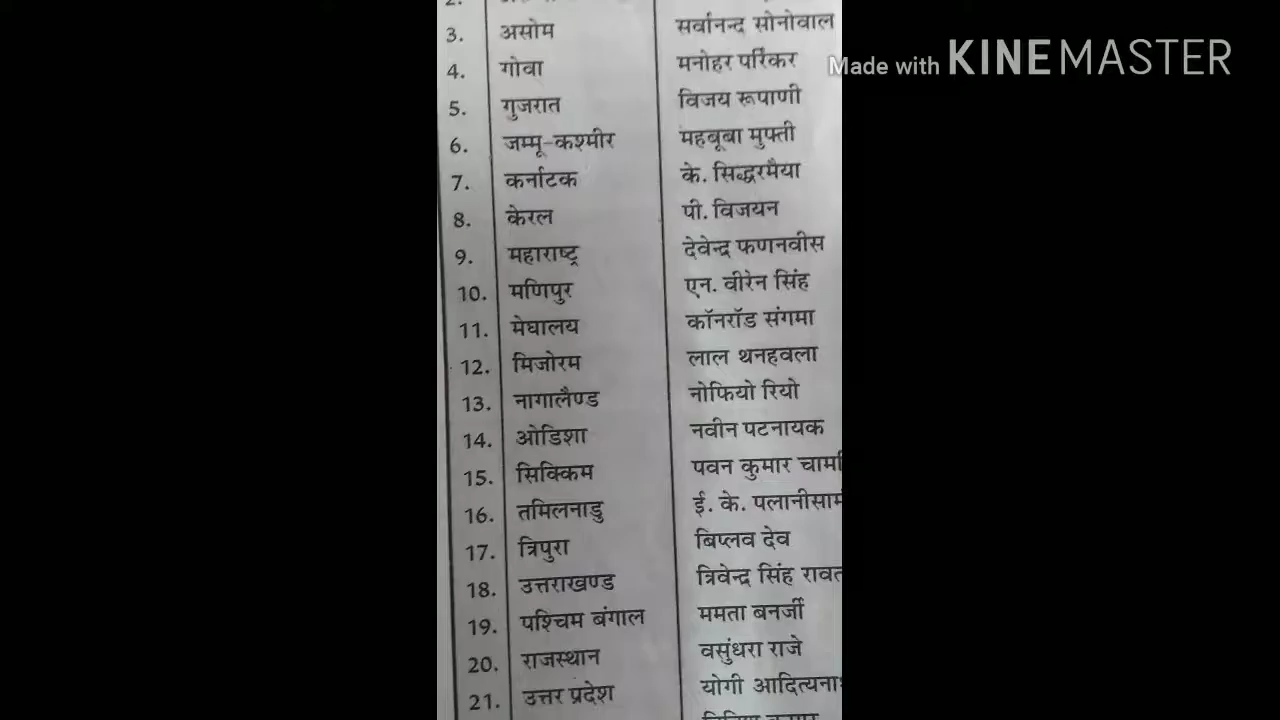 2.
3. असोम सर्वानन्द सोनोवाल
4. गोवा मनोहर पर्रिकर
Made with KINEMASTER
5. गुजरात विजय रूपाणी
6. जम्मू-कश्मीर महबूबा मुफ्ती
7. कर्नाटक के. सिद्धरमैया
8. केरल पी. विजयन
9. महाराष्ट्र देवेन्द्र फणनवीस
10. मणिपुर एन. वीरेन सिंह
11. मेघालय कॉनरॉड संगमा
12. मिजोरम लाल थनहवला
13. नागालैण्ड नोफियो रियो
14. ओडिशा नवीन पटनायक
15. सिक्किम पवन कुमार
16. तमिलनाडु ई. के.
17. त्रिपुरा बिप्लव देव
18. उत्तराखण्ड त्रिवेन्द्र सिंह रावत
19. पश्चिम बंगाल ममता बनर्जी
20. राजस्थान वसुंधरा राजे
21. उत्तर प्रदेश योगी